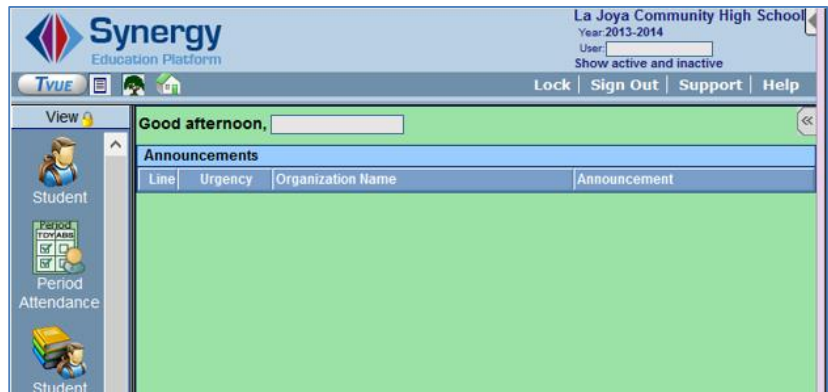 Synergy
Education Platform
La Joya Community High School
Year:2013-2014
User:
Show active and inactive
TVUE
Lock | Sign Out | Support | Help
View
Good afternoon,
Announcements
Line Urgency Organization Name Announcement
Student
Period
TDY ABS
Period
Attendance
Student